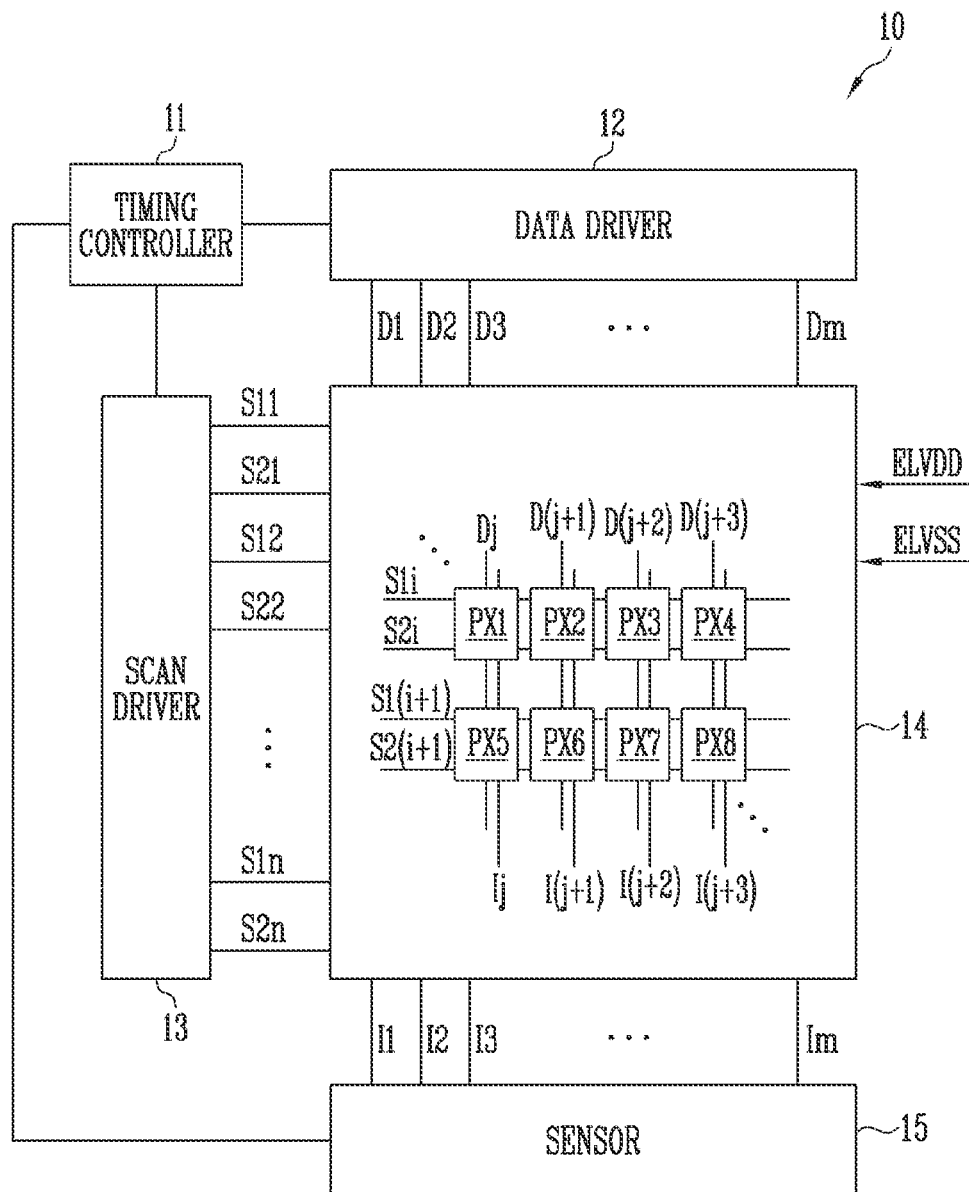 10
11
12
TIMING
CONTROLLER
DATA DRIVER
D1 D2 D3 ... Dm
S11
S21
S12
S22
SCAN
DRIVER
S1n
S2n
13
ELVDD
ELVSS
Dj D(j+1) D(j+2) D(j+3)
S1i
S2i
PX1 PX2 PX3 PX4
S1(i+1)
S2(i+1)
PX5 PX6 PX7 PX8
Ij I(j+1) I(j+2) I(j+3)
14
I1 I2 I3 ... Im
SENSOR
15